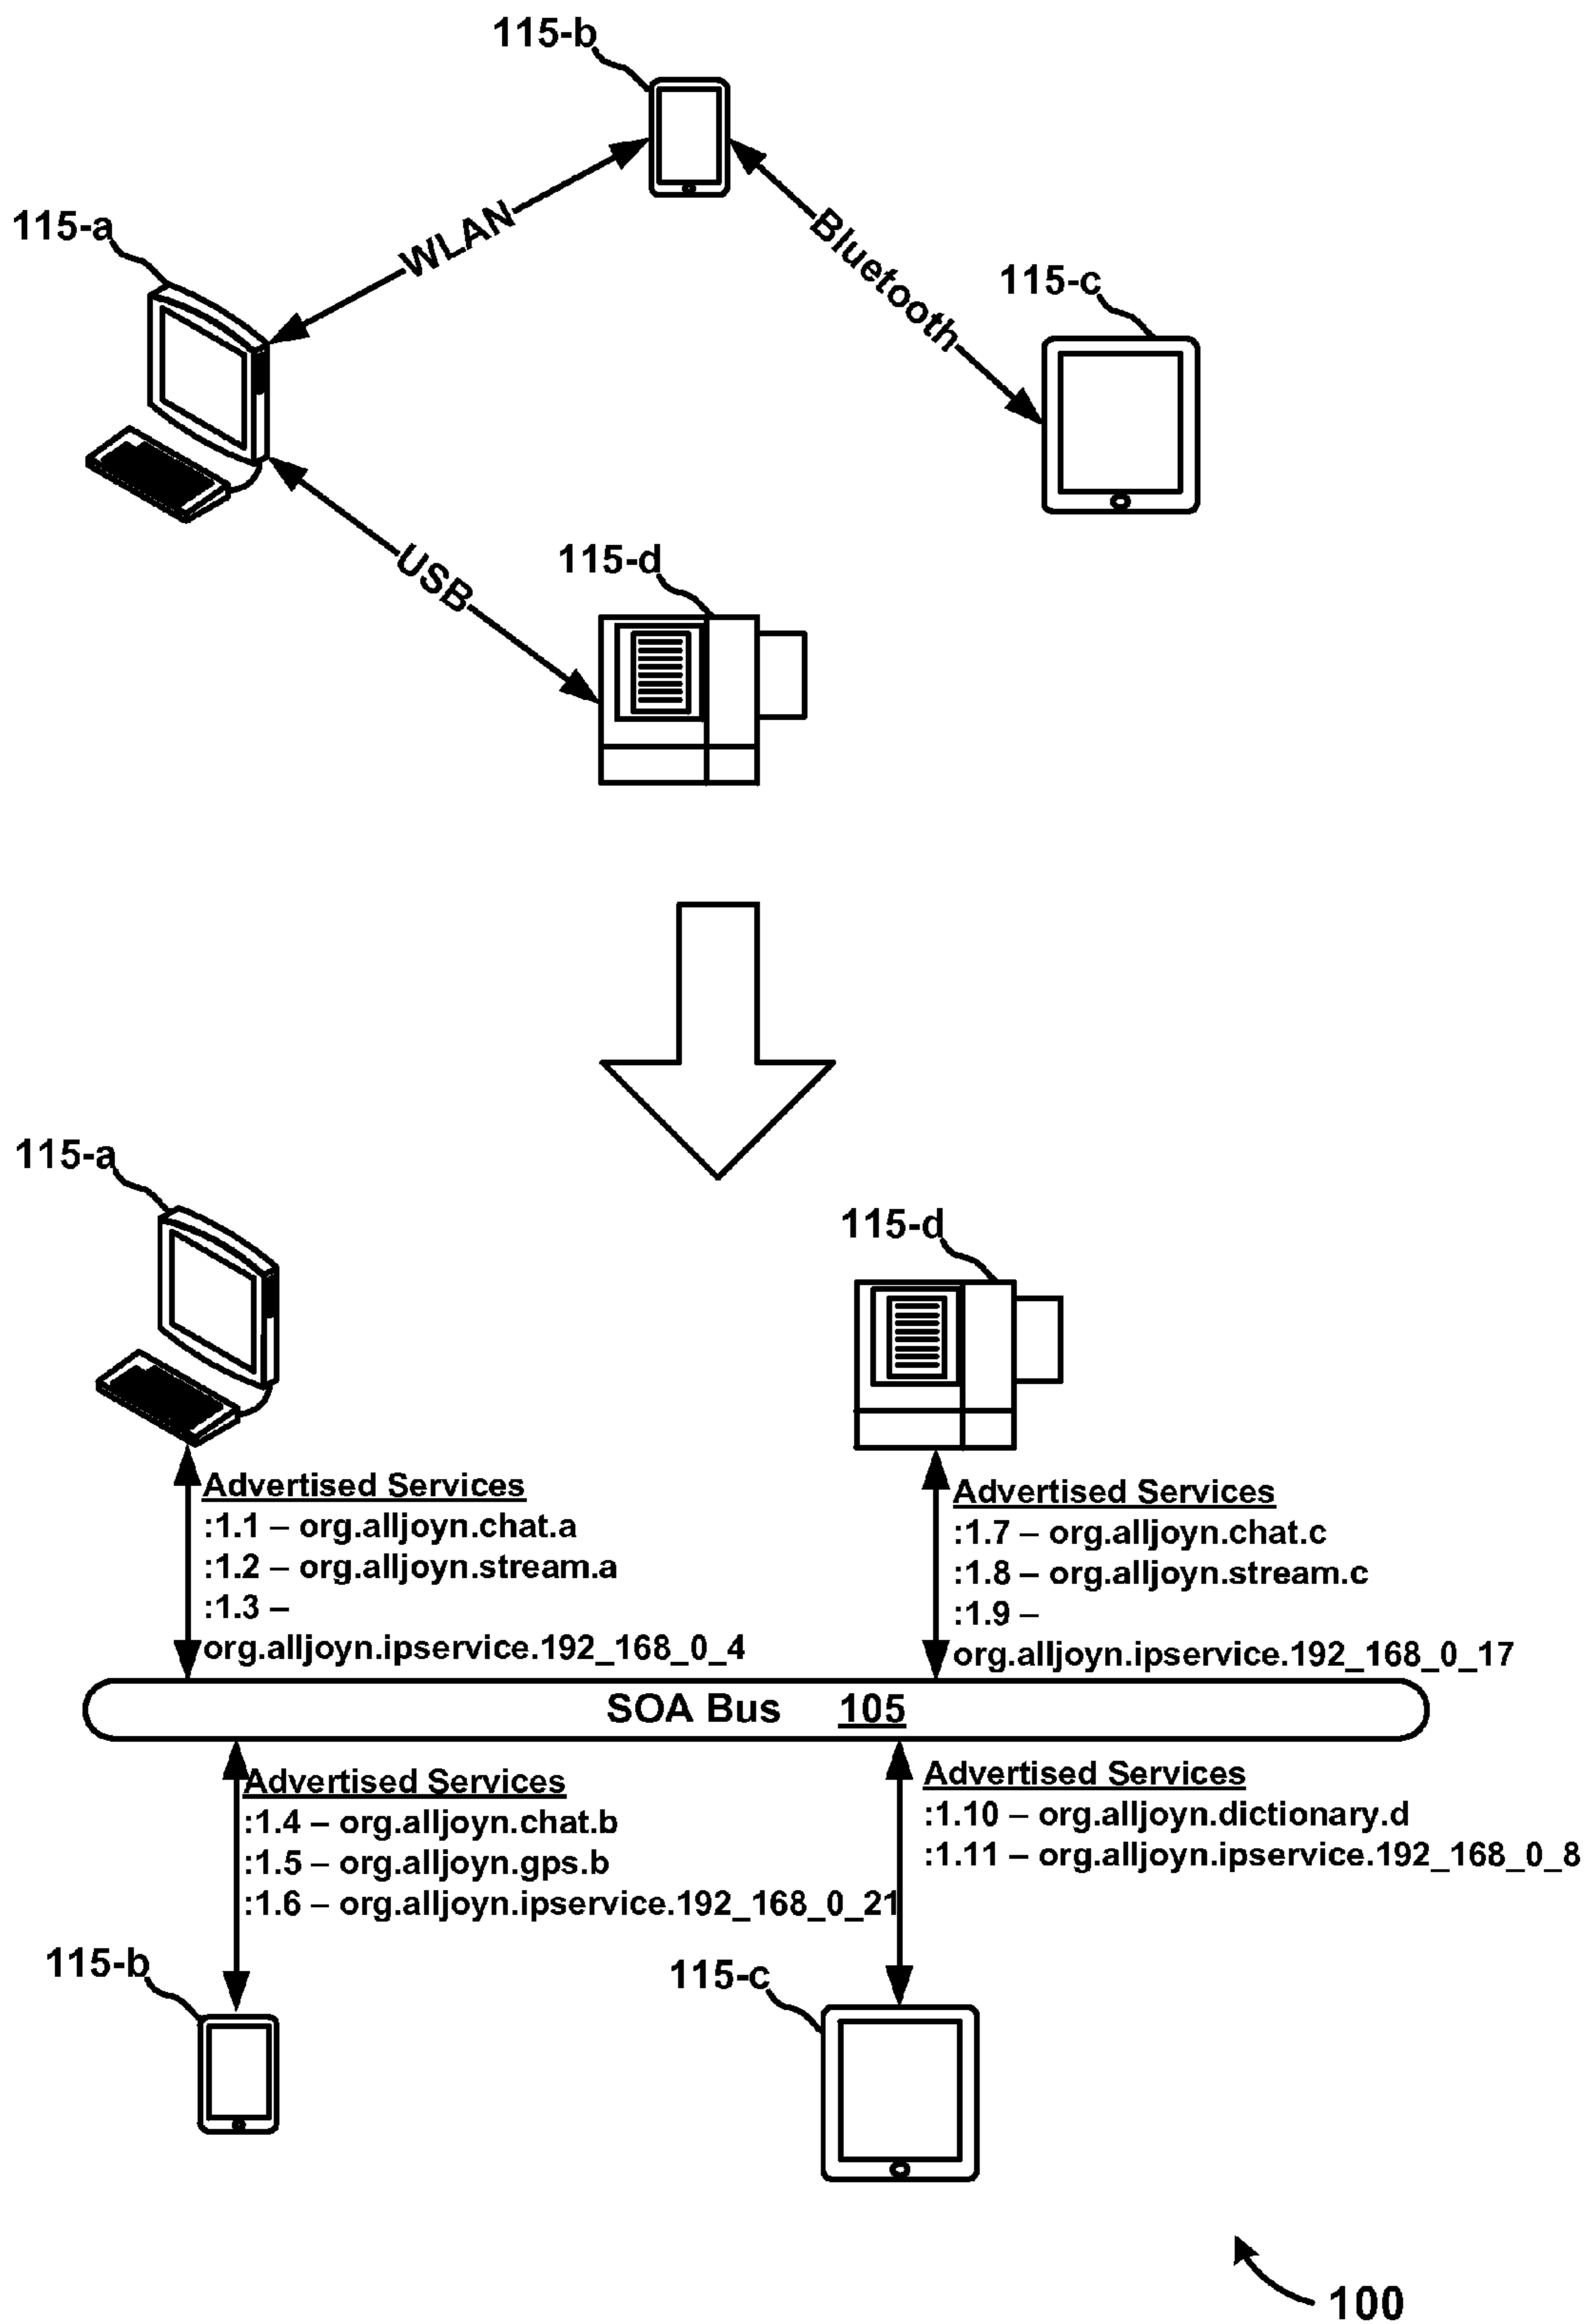 115-b
115-a
WLAN
Bluetooth
115-c
USB
115-d
115-a
115-d
Advertised Services
:1.1 – org.alljoyn.chat.a
:1.2 – org.alljoyn.stream.a
:1.3 –
org.alljoyn.ipservice.192_168_0_4
Advertised Services
:1.7 – org.alljoyn.chat.c
:1.8 – org.alljoyn.stream.c
:1.9 –
org.alljoyn.ipservice.192_168_0_17
SOA Bus 105
Advertised Services
:1.4 – org.alljoyn.chat.b
:1.5 – org.alljoyn.gps.b
:1.6 – org.alljoyn.ipservice.192_168_0_21
Advertised Services
:1.10 – org.alljoyn.dictionary.d
:1.11 – org.alljoyn.ipservice.192_168_0_8
115-b
115-c
100